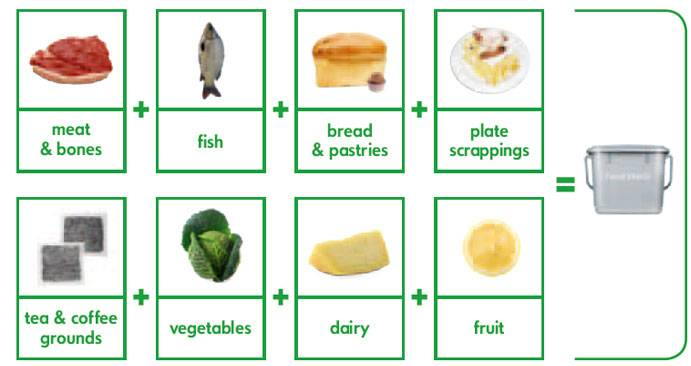 meat
& bones
fish
bread
& pastries
plate
scrappings
tea & coffee
grounds
vegetables
dairy
fruit